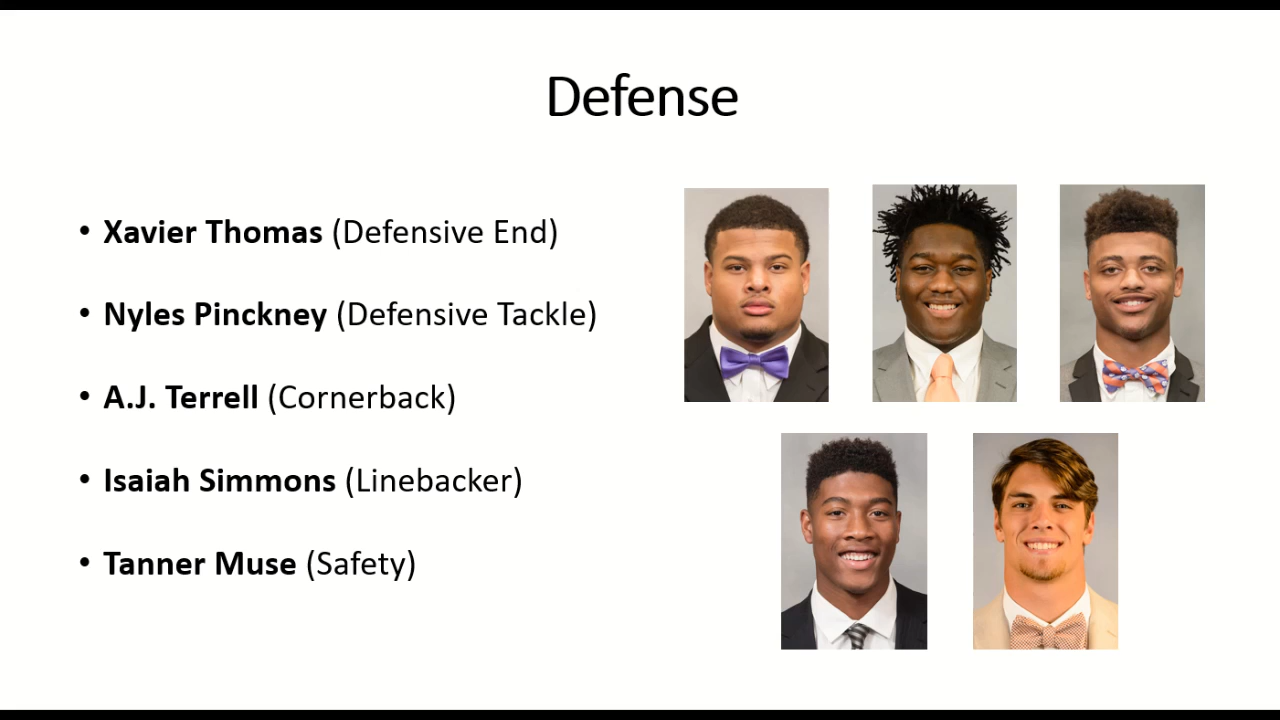 Defense
• Xavier Thomas (Defensive End)
• Nyles Pinckney (Defensive Tackle)
• A.J. Terrell (Cornerback)
• Isaiah Simmons (Linebacker)
• Tanner Muse (Safety)